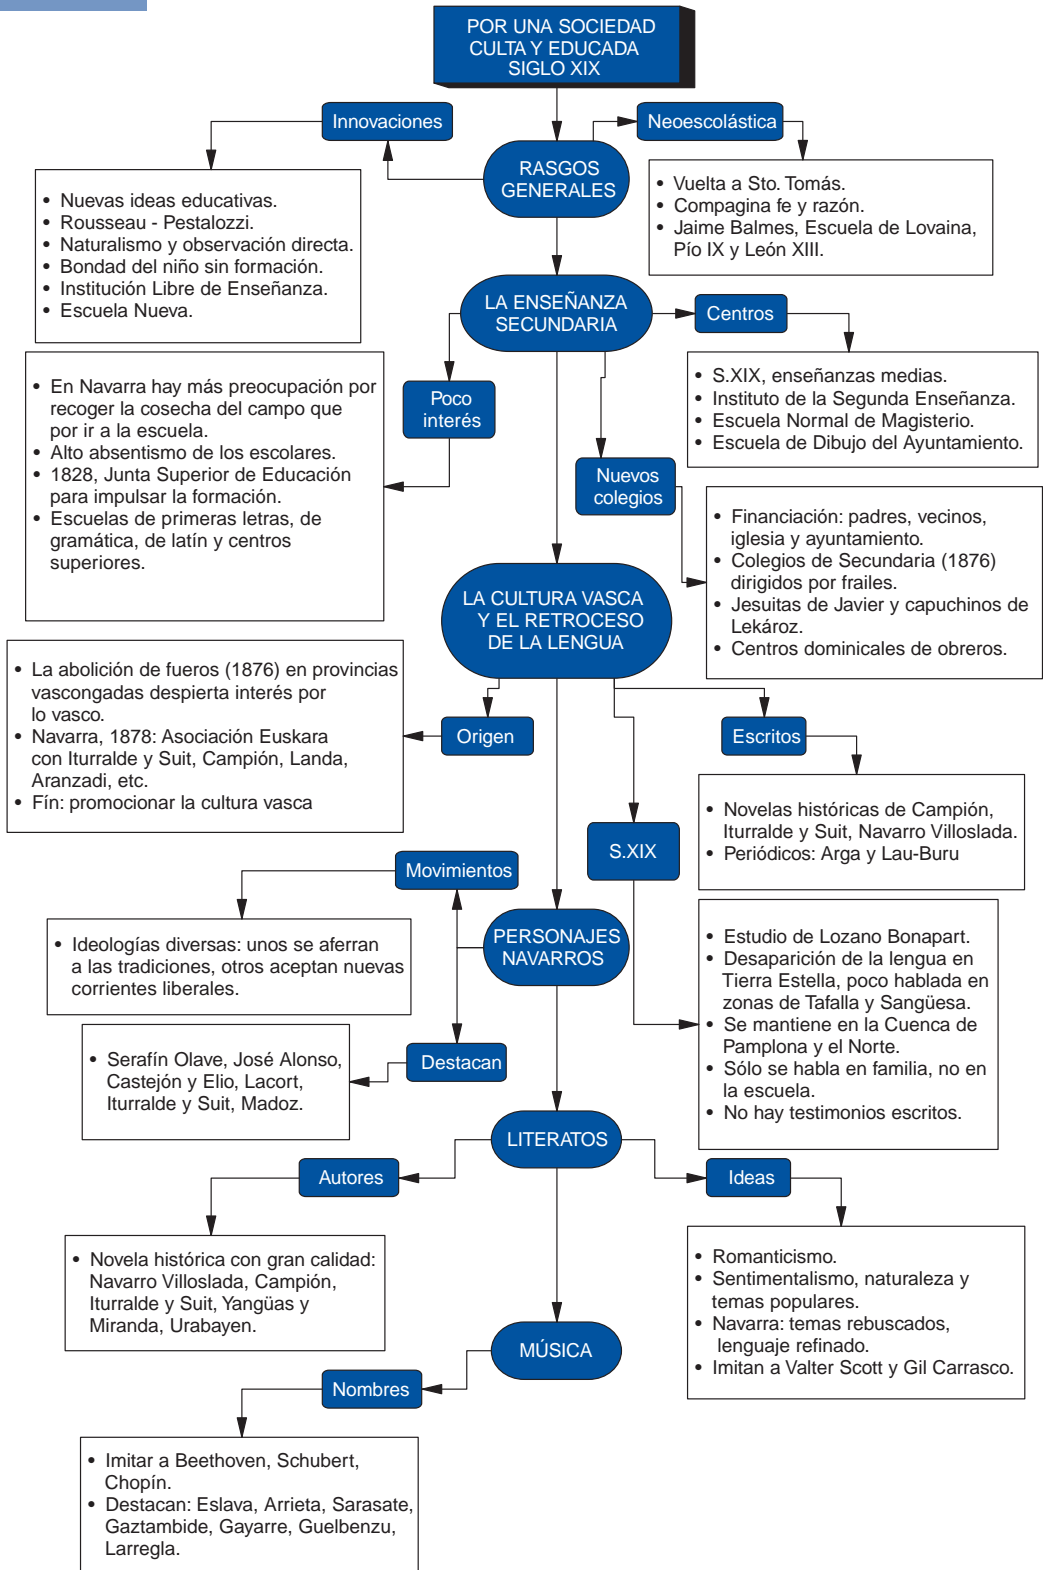 POR UNA SOCIEDAD
CULTA Y EDUCADA
SIGLO XIX
Innovaciones
Neoescolástica
RASGOS
GENERALES
• Nuevas ideas educativas.
• Rousseau - Pestalozzi.
• Naturalismo y observación directa.
• Bondad del niño sin formación.
• Institución Libre de Enseñanza.
• Escuela Nueva.
• Vuelta a Sto. Tomás.
• Compagina fe y razón.
• Jaime Balmes, Escuela de Lovaina,
Pío IX y León XIII.
LA ENSEÑANZA
SECUNDARIA
Centros
Poco
interés
• En Navarra hay más preocupación por
recoger la cosecha del campo que
por ir a la escuela.
• Alto absentismo de los escolares.
• 1828, Junta Superior de Educación
para impulsar la formación.
• Escuelas de primeras letras, de
gramática, de latín y centros
superiores.
• S.XIX, enseñanzas medias.
• Instituto de la Segunda Enseñanza.
• Escuela Normal de Magisterio.
• Escuela de Dibujo del Ayuntamiento.
Nuevos
colegios
• Financiación: padres, vecinos,
iglesia y ayuntamiento.
• Colegios de Secundaria (1876)
dirigidos por frailes.
• Jesuitas de Javier y capuchinos de
Lekároz.
• Centros dominicales de obreros.
LA CULTURA VASCA
Y EL RETROCESO
DE LA LENGUA
• La abolición de fueros (1876) en provincias
vascongadas despierta interés por
lo vasco.
• Navarra, 1878: Asociación Euskara
con Iturralde y Suit, Campión, Landa,
Aranzadi, etc.
• Fín: promocionar la cultura vasca
Origen
Escritos
• Novelas históricas de Campión,
Iturralde y Suit, Navarro Villoslada.
• Periódicos: Arga y Lau-Buru
S.XIX
Movimientos
• Ideologías diversas: unos se aferran
a las tradiciones, otros aceptan nuevas
corrientes liberales.
PERSONAJES
NAVARROS
• Estudio de Lozano Bonapart.
• Desaparición de la lengua en
Tierra Estella, poco hablada en
zonas de Tafalla y Sangüesa.
• Se mantiene en la Cuenca de
Pamplona y el Norte.
• Sólo se habla en familia, no en
la escuela.
• No hay testimonios escritos.
• Serafín Olave, José Alonso,
Castejón y Elio, Lacort,
Iturralde y Suit, Madoz.
Destacan
LITERATOS
Autores
Ideas
• Novela histórica con gran calidad:
Navarro Villoslada, Campión,
Iturralde y Suit, Yangüas y
Miranda, Urabayen.
• Romanticismo.
• Sentimentalismo, naturaleza y
temas populares.
• Navarra: temas rebuscados,
lenguaje refinado.
• Imitan a Valter Scott y Gil Carrasco.
MÚSICA
Nombres
• Imitar a Beethoven, Schubert,
Chopín.
• Destacan: Eslava, Arrieta, Sarasate,
Gaztambide, Gayarre, Guelbenzu,
Larregla.